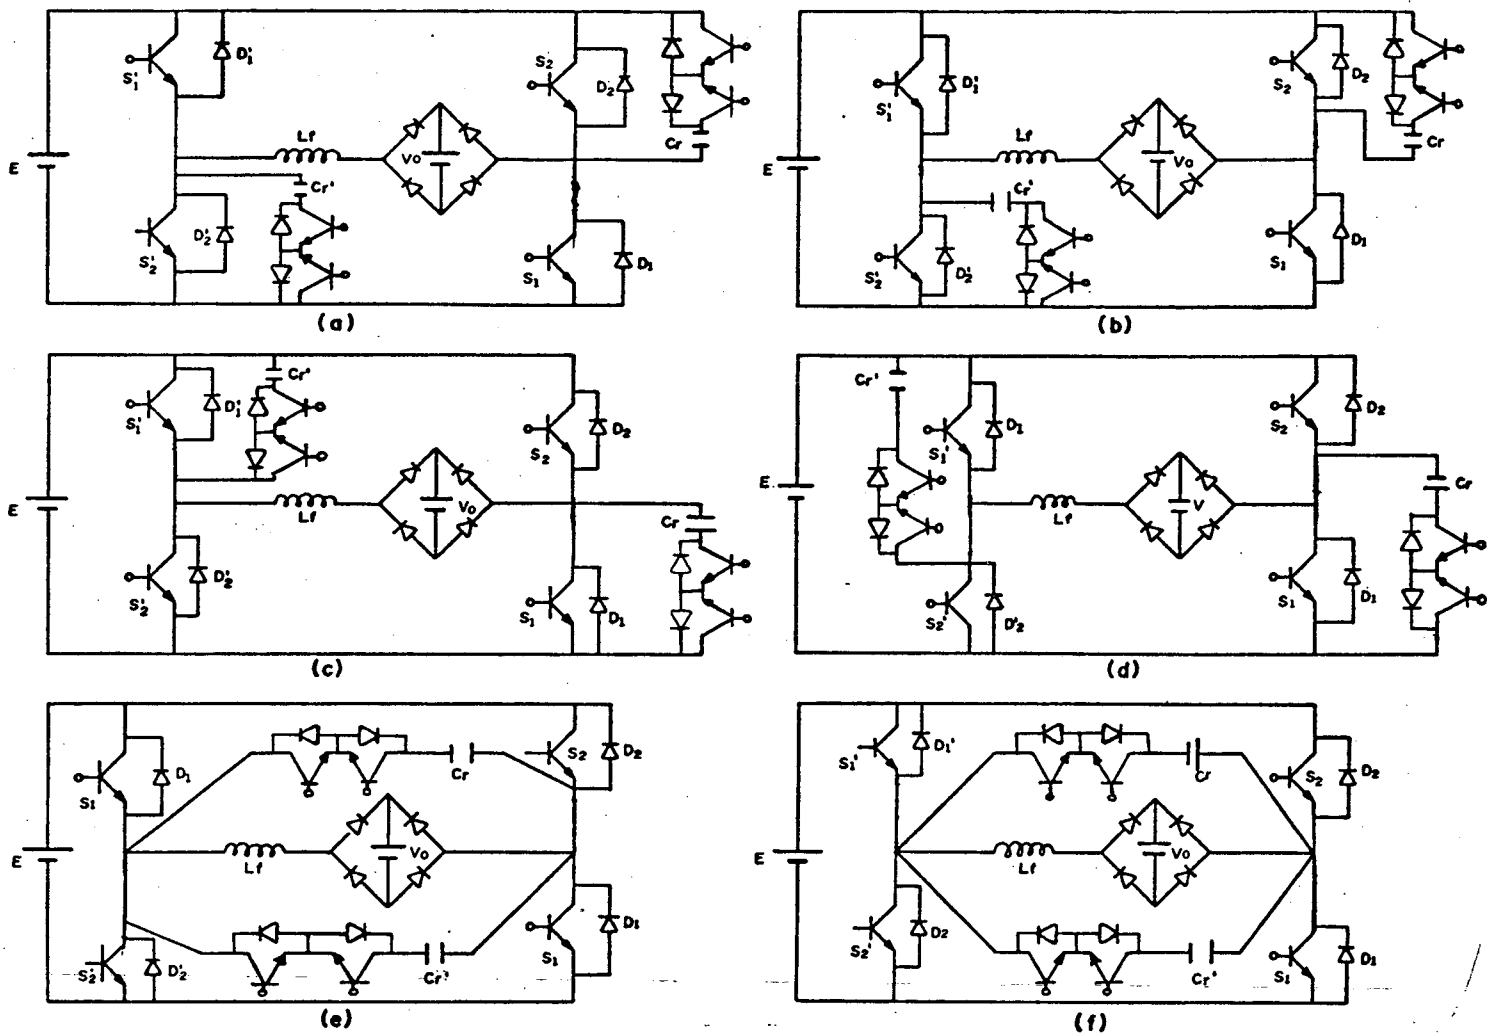 S1' D1' S2 D2 Cr
E Lf Vo
Cr'
S2' D2' S1 D1
(a)
S1' D1' S2 D2 Cr
E Lf Vo
Cr'
S2' D2' S1 D1
(b)
S1' D1' Cr' S2 D2
E Lf Vo Cr
S2' D2' S1 D1
(c)
Cr' S1' D1 S2 D2
E Lf V Cr
S2' D'2 S1 D1
(d)
S1 D1 Cr S2 D2
E Lf Vo
S2' D'2 Cr' S1 D1
(e)
S1' D1' Cr S2 D2
E Lf Vo
S2' D2 Cr' S1 D1
(f)